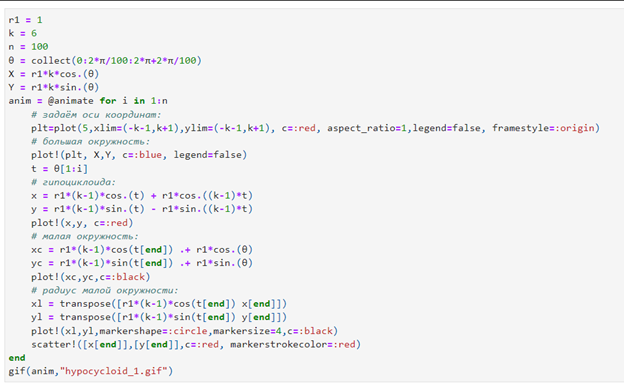 r1 = 1
k = 6
n = 100
θ = collect(0:2*π/100:2*π+2*π/100)
X = r1*k*cos.(θ)
Y = r1*k*sin.(θ)
anim = @animate for i in 1:n
# задаём оси координат:
plt=plot(5,xlim=(-k-1,k+1),ylim=(-k-1,k+1), c=:red, aspect_ratio=1,legend=false, framestyle=:origin)
# большая окружность:
plot!(plt, X,Y, c=:blue, legend=false)
t = θ[1:i]
# гипоциклоида:
x = r1*(k-1)*cos.(t) + r1*cos.((k-1)*t)
y = r1*(k-1)*sin.(t) - r1*sin.((k-1)*t)
plot!(x,y, c=:red)
# малая окружность:
xc = r1*(k-1)*cos(t[end]) .+ r1*cos.(θ)
yc = r1*(k-1)*sin(t[end]) .+ r1*sin.(θ)
plot!(xc,yc,c=:black)
# радиус малой окружности:
xl = transpose([r1*(k-1)*cos(t[end]) x[end]])
yl = transpose([r1*(k-1)*sin(t[end]) y[end]])
plot!(xl,yl,markershape=:circle,markersize=4,c=:black)
scatter!([x[end]],[y[end]],c=:red, markerstrokecolor=:red)
end
gif(anim,"hypocycloid_1.gif")